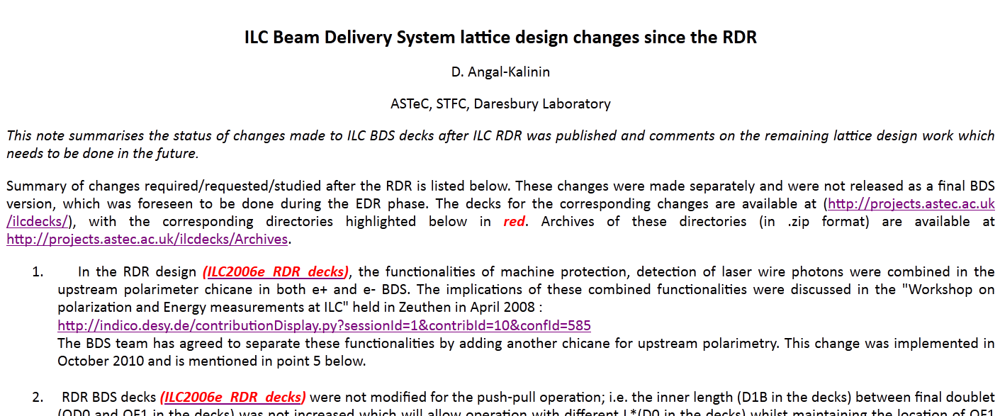 ILC Beam Delivery System lattice design changes since the RDR
D. Angal-Kalinin
ASTeC, STFC, Daresbury Laboratory
This note summarises the status of changes made to ILC BDS decks after ILC RDR was published and comments on the remaining lattice design work which
needs to be done in the future.
Summary of changes required/requested/studied after the RDR is listed below. These changes were made separately and were not released as a final BDS
version, which was foreseen to be done during the EDR phase. The decks for the corresponding changes are available at (http://projects.astec.ac.uk
/ilcdecks/), with the corresponding directories highlighted below in red. Archives of these directories (in .zip format) are available at
http://projects.astec.ac.uk/ilcdecks/Archives.
1. In the RDR design (ILC2006e_RDR_decks), the functionalities of machine protection, detection of laser wire photons were combined in the
upstream polarimeter chicane in both e+ and e- BDS. The implications of these combined functionalities were discussed in the "Workshop on
polarization and Energy measurements at ILC" held in Zeuthen in April 2008 :
http://indico.desy.de/contributionDisplay.py?sessionId=1&contribId=10&confId=585
The BDS team has agreed to separate these functionalities by adding another chicane for upstream polarimetry. This change was implemented in
October 2010 and is mentioned in point 5 below.
2. RDR BDS decks (ILC2006e_RDR_decks) were not modified for the push-pull operation; i.e. the inner length (D1B in the decks) between final doublet
(QD0 and QF1 in the decks) was not increased which will allow operation with different L*(D0 in the decks) whilst maintaining the location of QF1